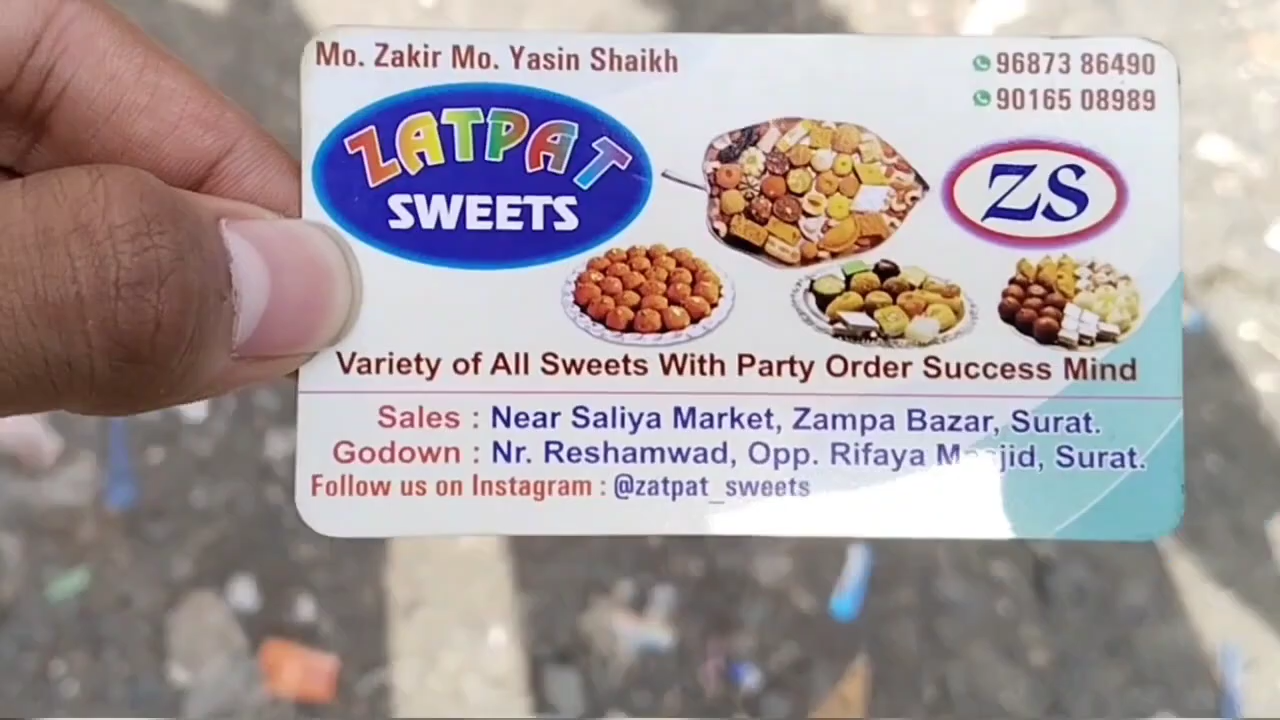 Mo. Zakir Mo. Yasin Shaikh
96873 86490
90165 08989
ZATPAT
SWEETS
ZS
Variety of All Sweets With Party Order Success Mind
Sales : Near Saliya Market, Zampa Bazar, Surat.
Godown : Nr. Reshamwad, Opp. Rifaya Masjid, Surat.
Follow us on Instagram : @zatpat_sweets